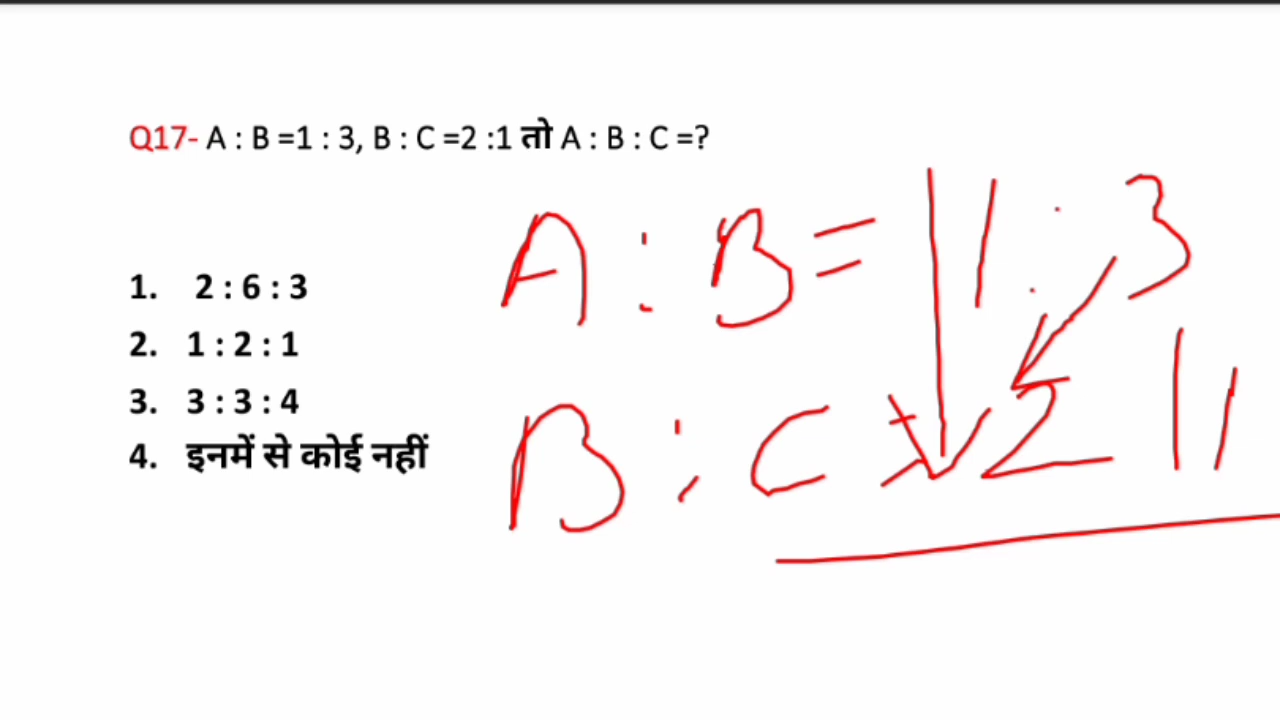 Q17- A : B =1 : 3, B : C =2 :1 तो A : B : C =?
1. 2 : 6 : 3
2. 1 : 2 : 1
3. 3 : 3 : 4
4. इनमें से कोई नहीं
A : B = 1 : 3
B : C 2 1